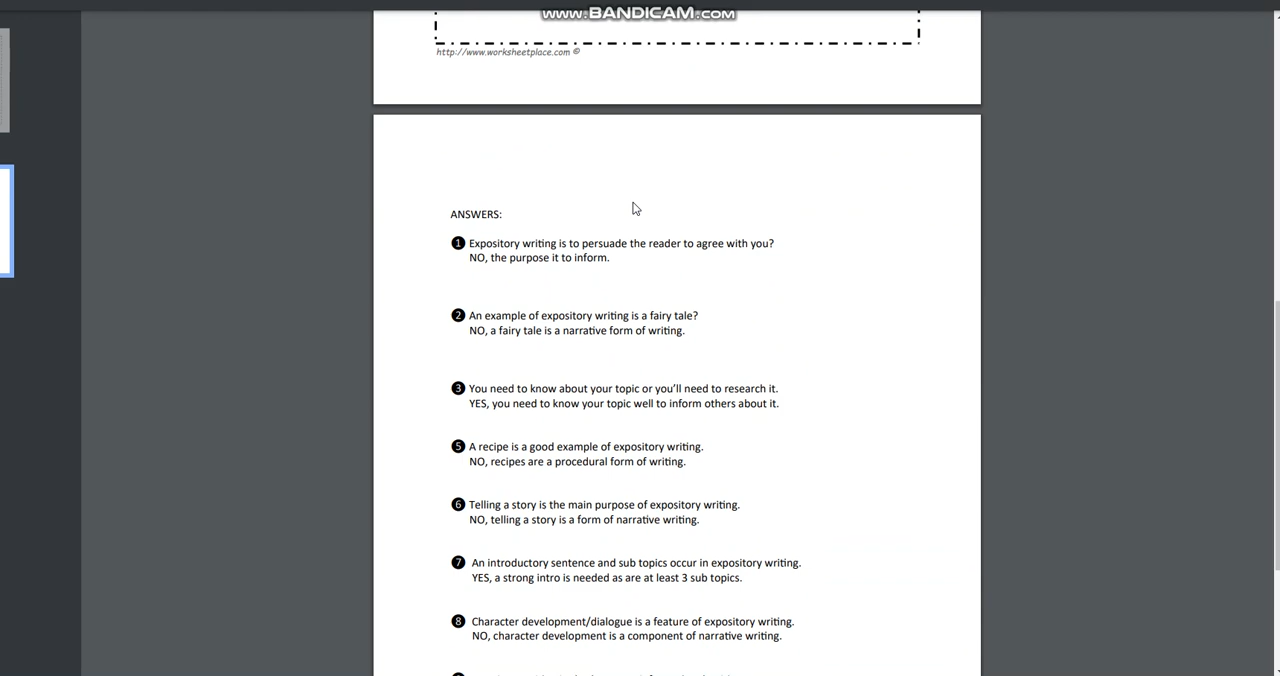 www.BANDICAM.com
http://www.worksheetplace.com ©
ANSWERS:
1 Expository writing is to persuade the reader to agree with you?
NO, the purpose it to inform.
2 An example of expository writing is a fairy tale?
NO, a fairy tale is a narrative form of writing.
3 You need to know about your topic or you’ll need to research it.
YES, you need to know your topic well to inform others about it.
5 A recipe is a good example of expository writing.
NO, recipes are a procedural form of writing.
6 Telling a story is the main purpose of expository writing.
NO, telling a story is a form of narrative writing.
7 An introductory sentence and sub topics occur in expository writing.
YES, a strong intro is needed as are at least 3 sub topics.
8 Character development/dialogue is a feature of expository writing.
NO, character development is a component of narrative writing.